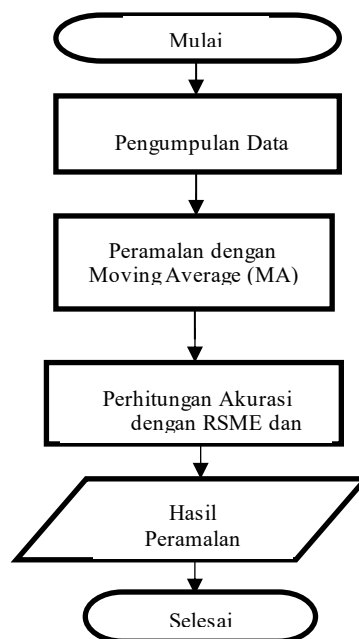 Mulai
Pengumpulan Data
Peramalan dengan
Moving Average (MA)
Perhitungan Akurasi
dengan RSME dan
Hasil
Peramalan
Selesai